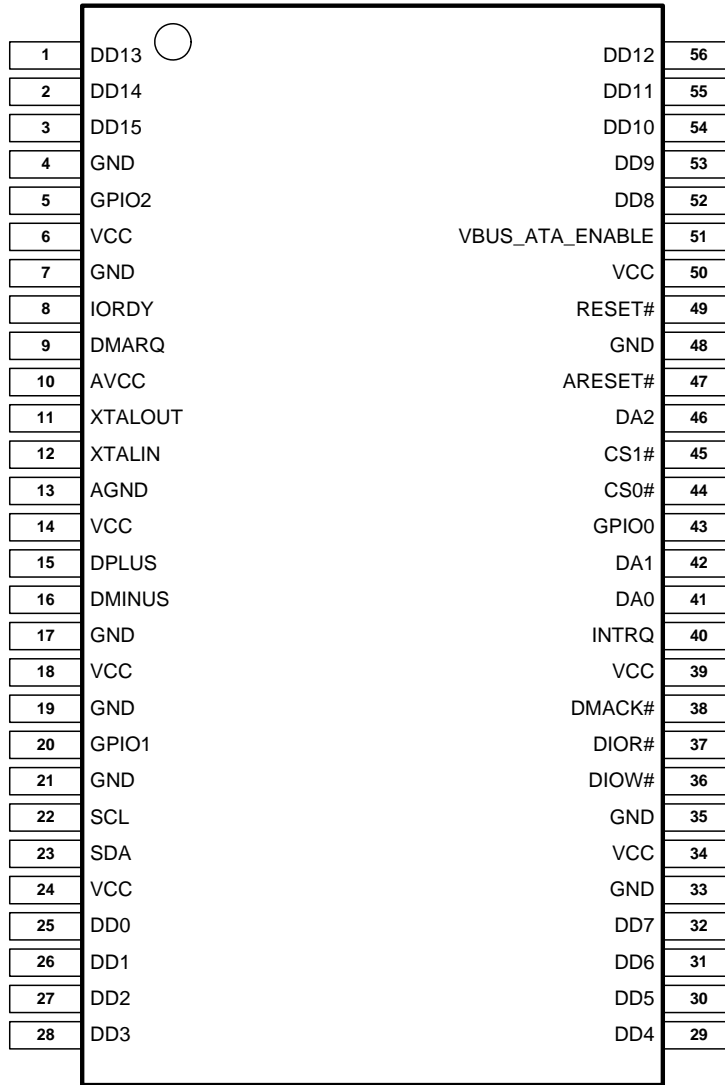 1 DD13 DD12 56
2 DD14 DD11 55
3 DD15 DD10 54
4 GND DD9 53
5 GPIO2 DD8 52
6 VCC VBUS_ATA_ENABLE 51
7 GND VCC 50
8 IORDY RESET# 49
9 DMARQ GND 48
10 AVCC ARESET# 47
11 XTALOUT DA2 46
12 XTALIN CS1# 45
13 AGND CS0# 44
14 VCC GPIO0 43
15 DPLUS DA1 42
16 DMINUS DA0 41
17 GND INTRQ 40
18 VCC VCC 39
19 GND DMACK# 38
20 GPIO1 DIOR# 37
21 GND DIOW# 36
22 SCL GND 35
23 SDA VCC 34
24 VCC GND 33
25 DD0 DD7 32
26 DD1 DD6 31
27 DD2 DD5 30
28 DD3 DD4 29